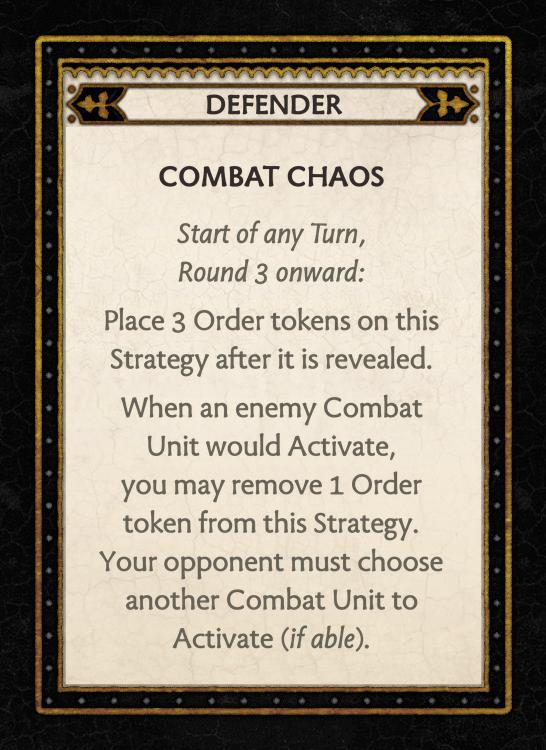 DEFENDER
COMBAT CHAOS
Start of any Turn,
Round 3 onward:
Place 3 Order tokens on this
Strategy after it is revealed.
When an enemy Combat
Unit would Activate,
you may remove 1 Order
token from this Strategy.
Your opponent must choose
another Combat Unit to
Activate (if able).